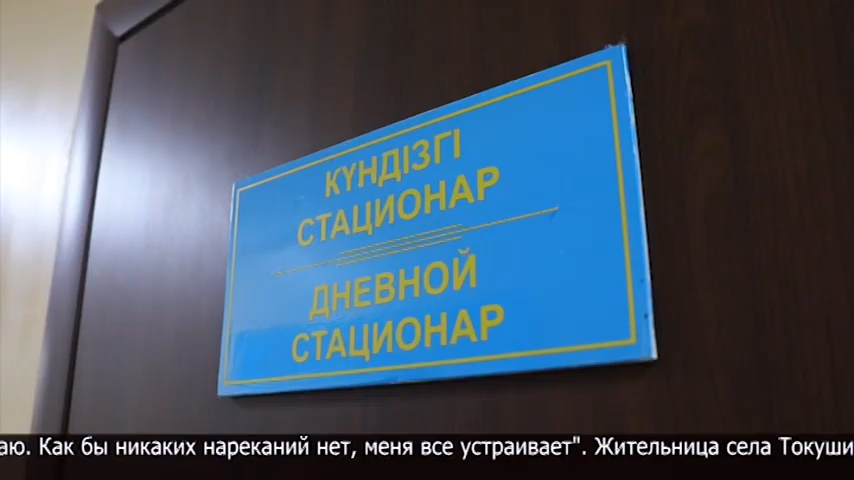 КҮНДІЗГІ
СТАЦИОНАР
ДНЕВНОЙ
СТАЦИОНАР
аю. Как бы никаких нареканий нет, меня все устраивает". Жительница села Токуши